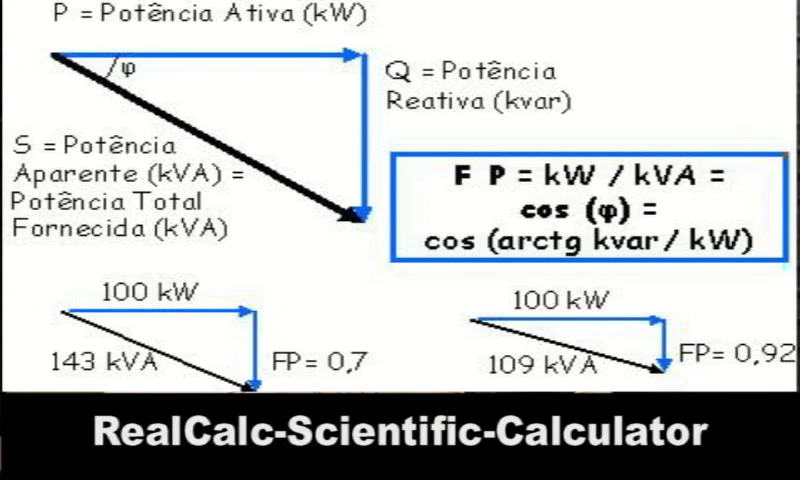 P = Potência Ativa (kW)
φ
Q = Potência
Reativa (kvar)
S = Potência
Aparente (kVA) =
Potência Total
Fornecida (kVA)
F P = kW / kVA =
cos (φ) =
cos (arctg kvar / kW)
100 kW
143 kVA
FP= 0,7
100 kW
109 kVA
FP= 0,92
RealCalc-Scientific-Calculator